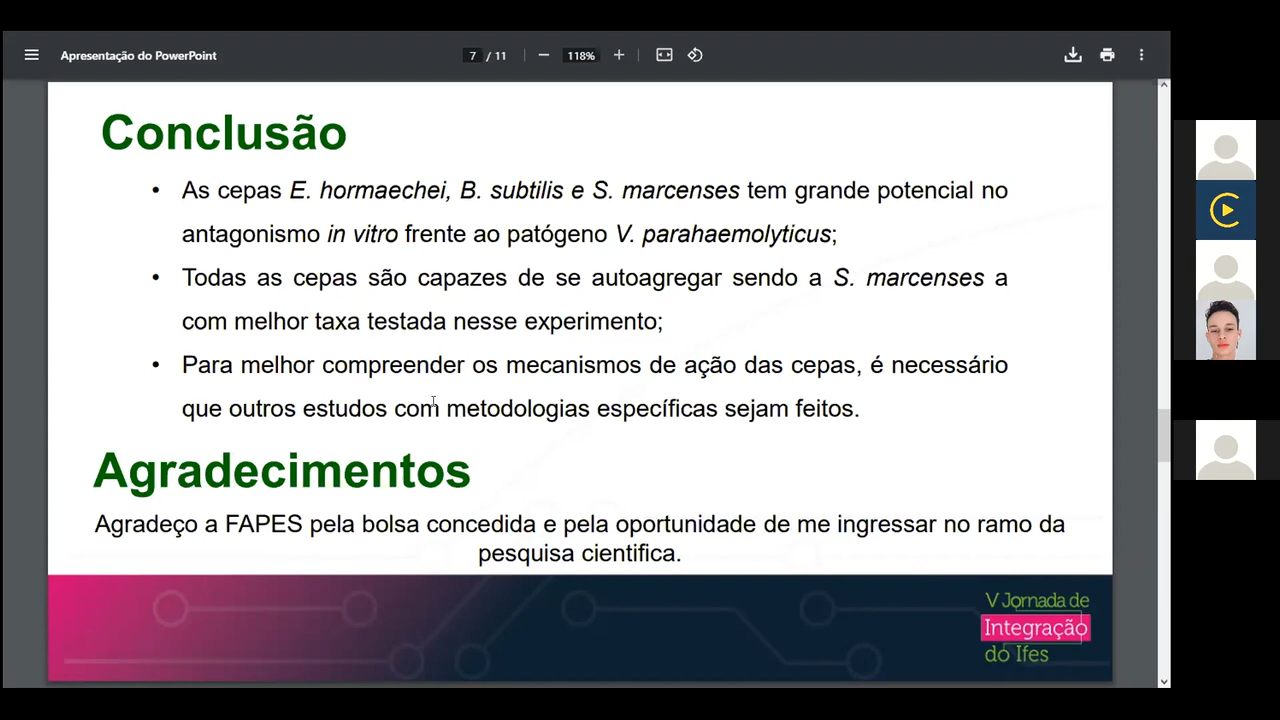 Apresentação do PowerPoint
7 / 11
118%
Conclusão
• As cepas E. hormaechei, B. subtilis e S. marcenses tem grande potencial no
antagonismo in vitro frente ao patógeno V. parahaemolyticus;
• Todas as cepas são capazes de se autoagregar sendo a S. marcenses a
com melhor taxa testada nesse experimento;
• Para melhor compreender os mecanismos de ação das cepas, é necessário
que outros estudos com metodologias específicas sejam feitos.
Agradecimentos
Agradeço a FAPES pela bolsa concedida e pela oportunidade de me ingressar no ramo da
pesquisa cientifica.
V Jornada de
Integração
do Ifes